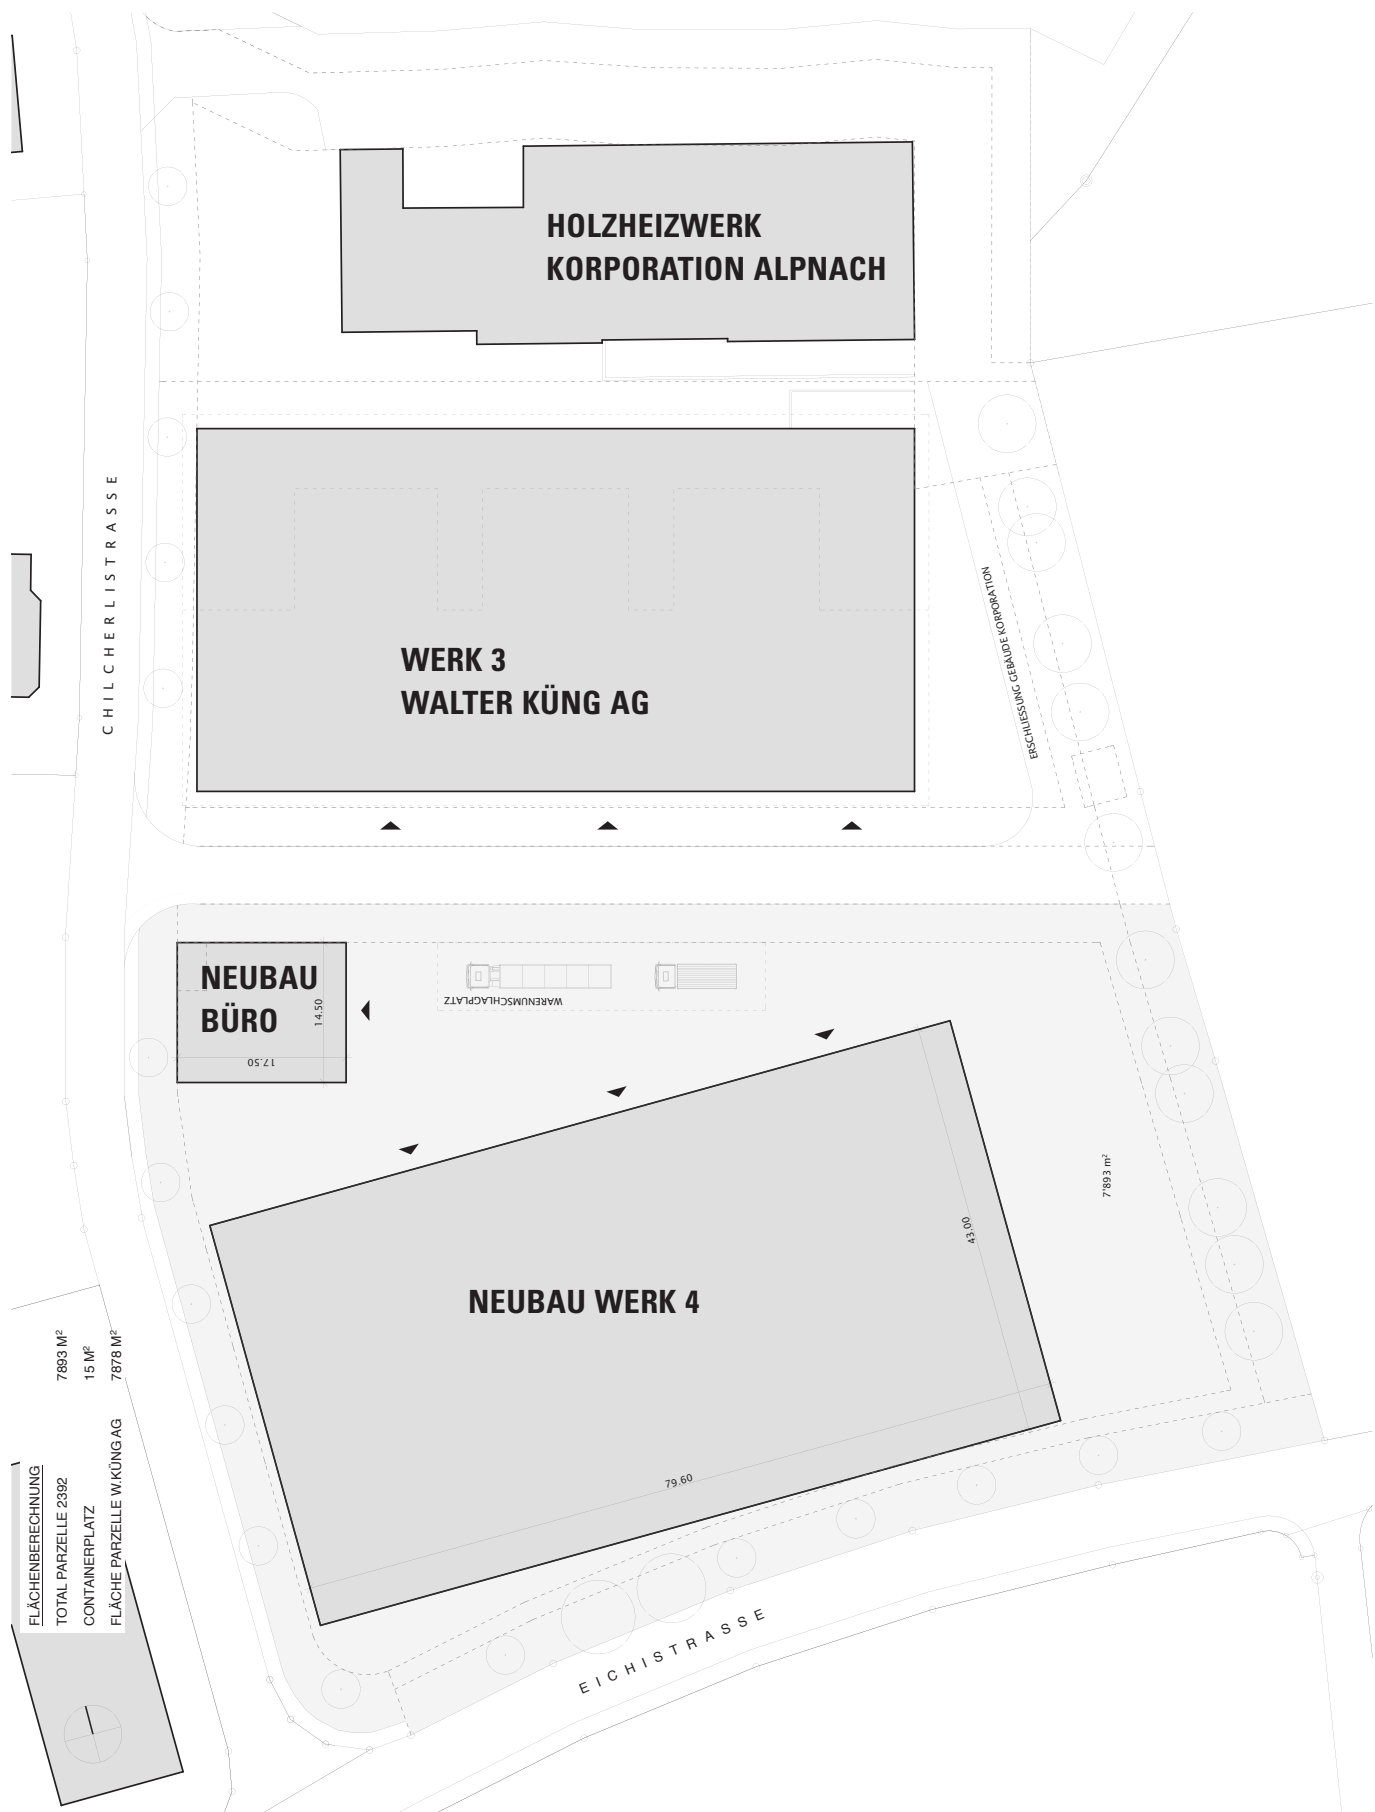 HOLZHEIZWERK
KORPORATION ALPNACH
CHILCHERLISTRASSE
WERK 3
WALTER KÜNG AG
ERSCHLIESSUNG GEBÄUDE KORPORATION
NEUBAU
BÜRO
14.50
17.50
WARENUMSCHLAGPLATZ
7'893 m²
43.00
NEUBAU WERK 4
79.60
EICHISTRASSE
FLÄCHENBERECHNUNG
TOTAL PARZELLE 2392 7893 M²
CONTAINERPLATZ 15 M²
FLÄCHE PARZELLE W.KÜNG AG 7878 M²